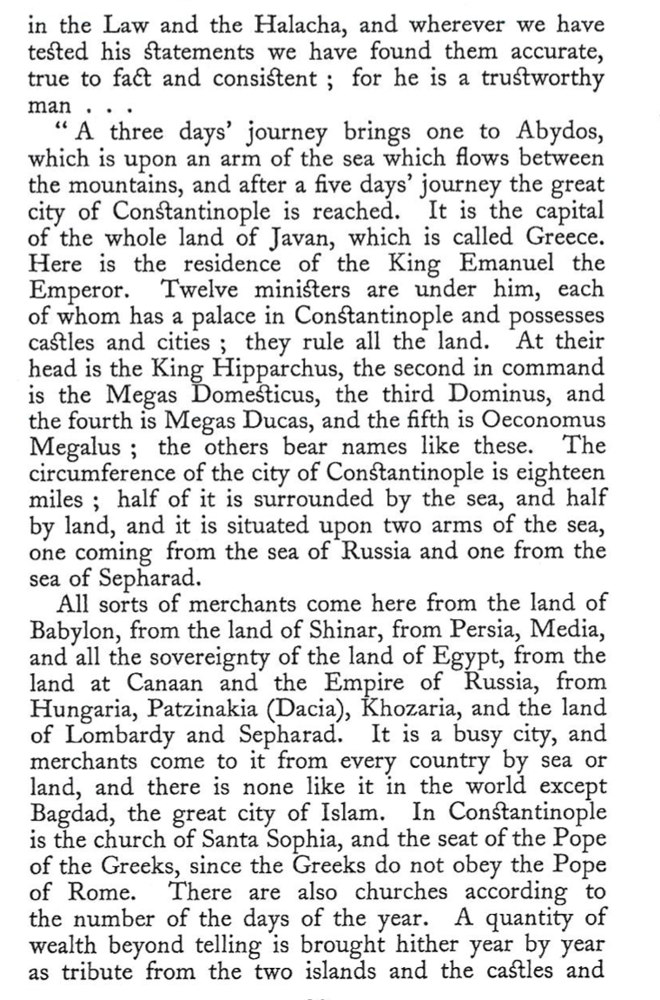 in the Law and the Halacha, and wherever we have
tested his statements we have found them accurate,
true to fact and consistent ; for he is a trustworthy
man . . .
“ A three days’ journey brings one to Abydos,
which is upon an arm of the sea which flows between
the mountains, and after a five days’ journey the great
city of Constantinople is reached. It is the capital
of the whole land of Javan, which is called Greece.
Here is the residence of the King Emanuel the
Emperor. Twelve ministers are under him, each
of whom has a palace in Constantinople and possesses
castles and cities ; they rule all the land. At their
head is the King Hipparchus, the second in command
is the Megas Domesticus, the third Dominus, and
the fourth is Megas Ducas, and the fifth is Oeconomus
Megalus ; the others bear names like these. The
circumference of the city of Constantinople is eighteen
miles ; half of it is surrounded by the sea, and half
by land, and it is situated upon two arms of the sea,
one coming from the sea of Russia and one from the
sea of Sepharad.
All sorts of merchants come here from the land of
Babylon, from the land of Shinar, from Persia, Media,
and all the sovereignty of the land of Egypt, from the
land at Canaan and the Empire of Russia, from
Hungaria, Patzinakia (Dacia), Khozaria, and the land
of Lombardy and Sepharad. It is a busy city, and
merchants come to it from every country by sea or
land, and there is none like it in the world except
Bagdad, the great city of Islam. In Constantinople
is the church of Santa Sophia, and the seat of the Pope
of the Greeks, since the Greeks do not obey the Pope
of Rome. There are also churches according to
the number of the days of the year. A quantity of
wealth beyond telling is brought hither year by year
as tribute from the two islands and the castles and